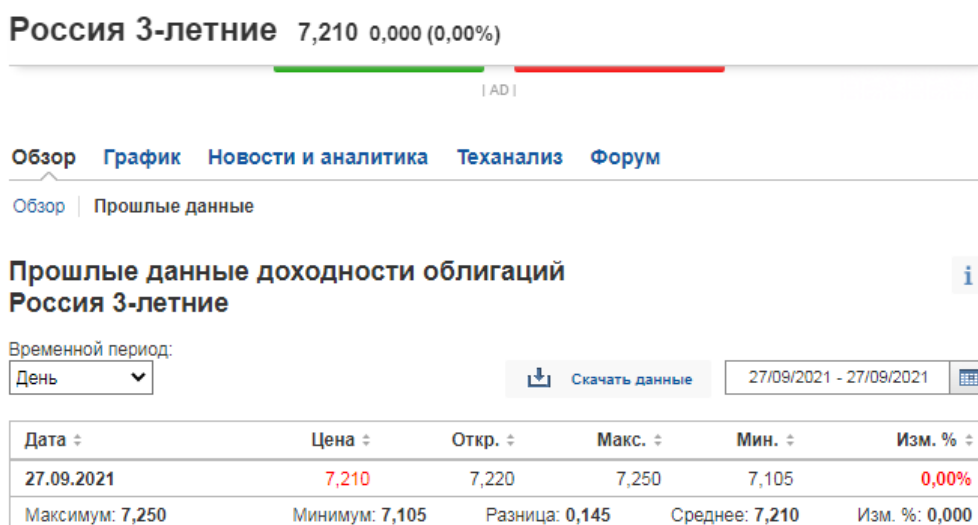 Россия 3-летние 7,210 0,000 (0,00%)
| AD |
Обзор График Новости и аналитика Теханализ Форум
Обзор Прошлые данные
Прошлые данные доходности облигаций
Россия 3-летние
Временной период:
День Скачать данные 27/09/2021 - 27/09/2021
Дата Цена Откр. Макс. Мин. Изм. %
27.09.2021 7,210 7,220 7,250 7,105 0,00%
Максимум: 7,250 Минимум: 7,105 Разница: 0,145 Среднее: 7,210 Изм. %: 0,000